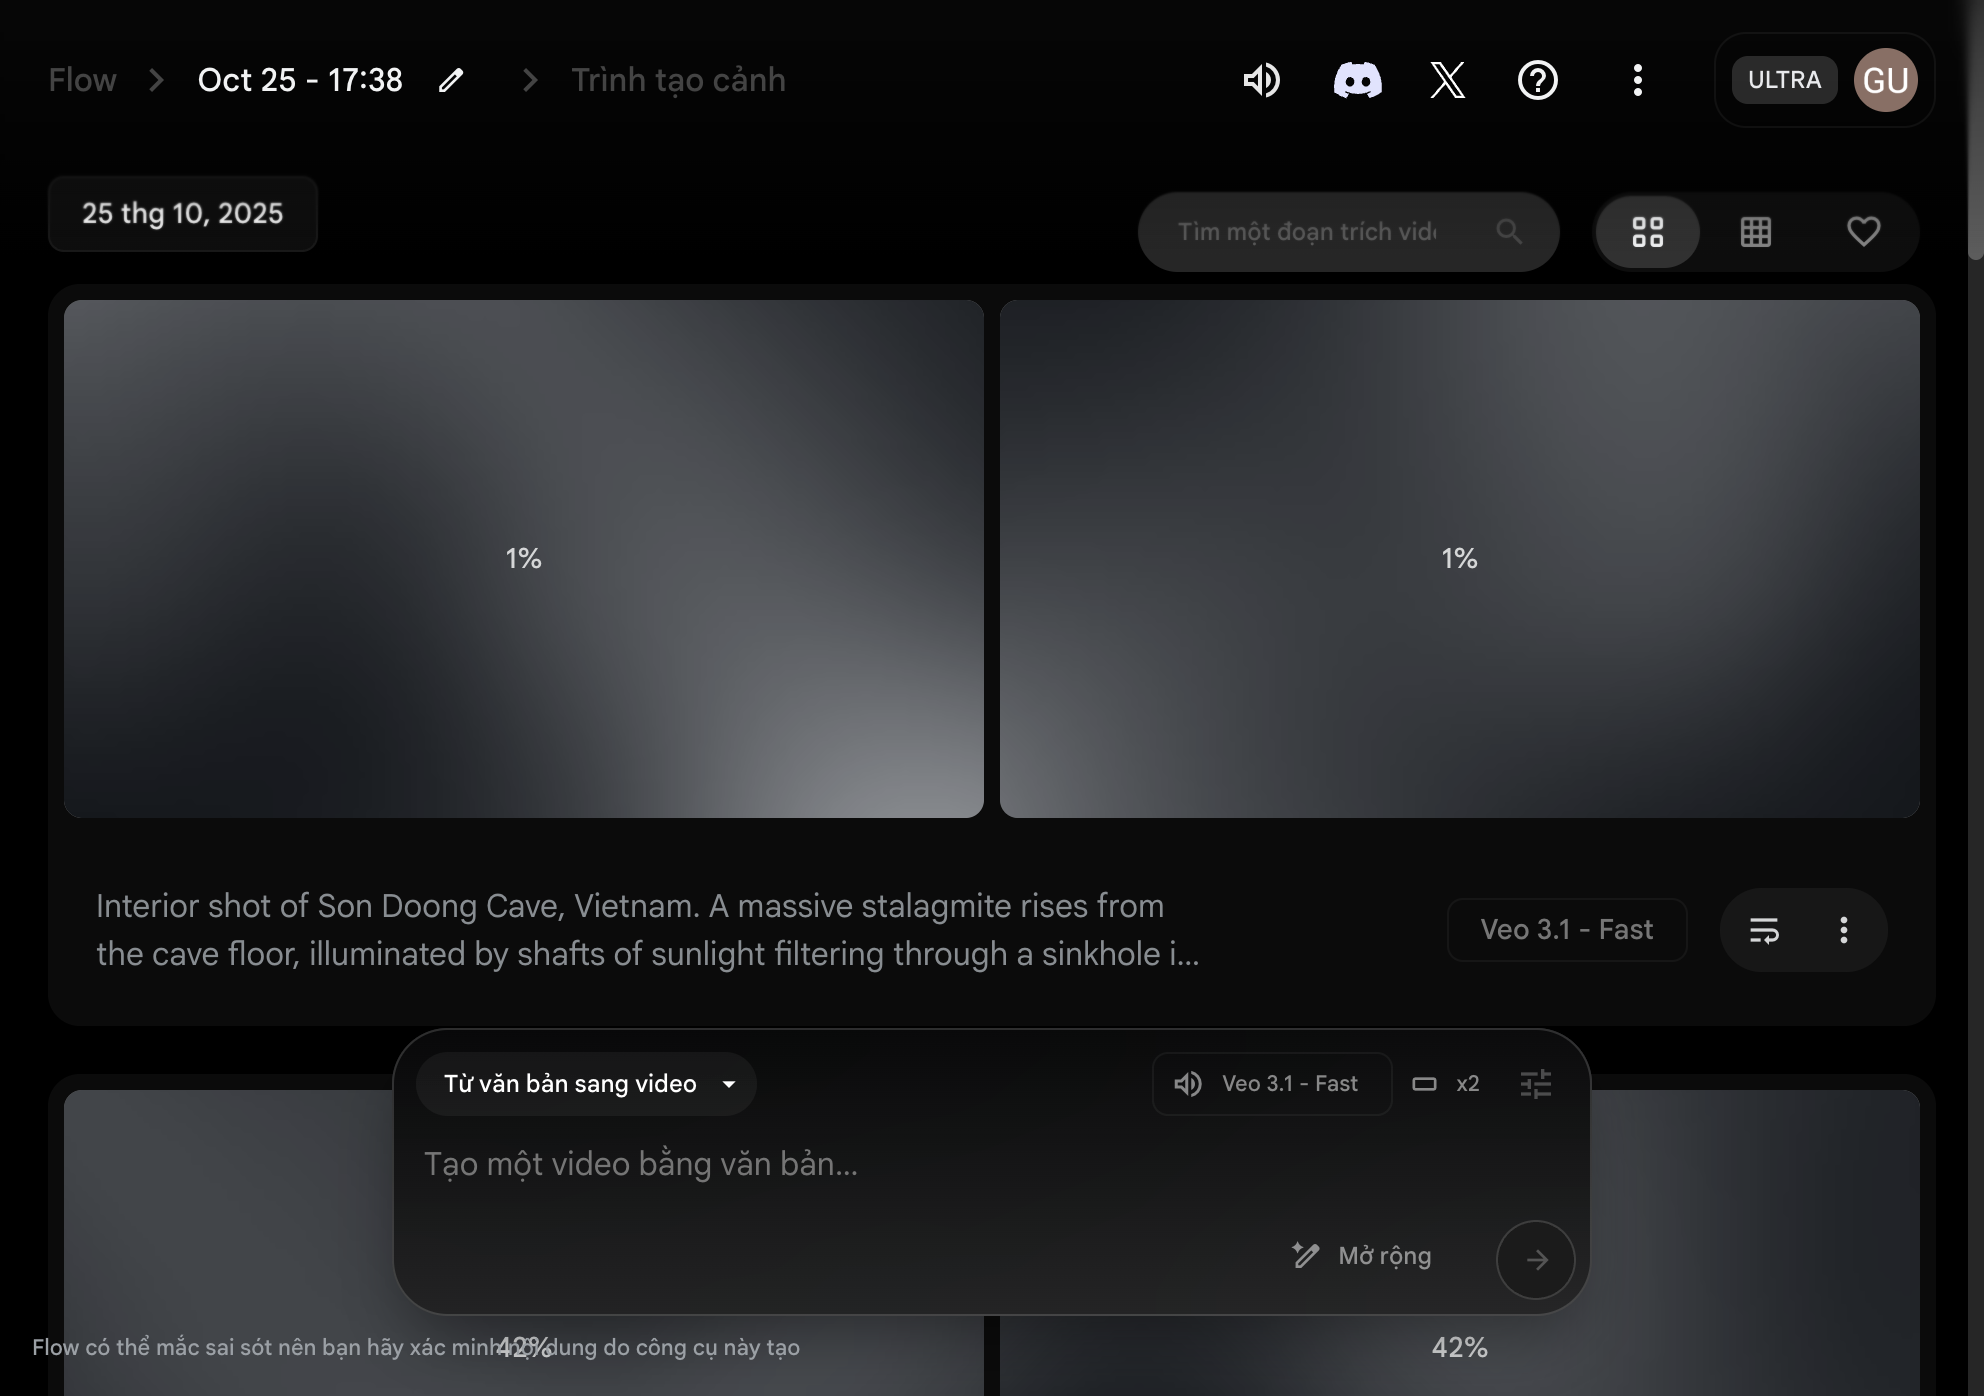 Flow > Oct 25 - 17:38 > Trình tạo cảnh
ULTRA GU
25 thg 10, 2025
Tìm một đoạn trích vid
1% 1%
Interior shot of Son Doong Cave, Vietnam. A massive stalagmite rises from
the cave floor, illuminated by shafts of sunlight filtering through a sinkhole i...
Veo 3.1 - Fast
Từ văn bản sang video
Veo 3.1 - Fast x2
Tạo một video bằng văn bản...
Mở rộng
Flow có thể mắc sai sót nên bạn hãy xác minh nội dung do công cụ này tạo
42% 42%